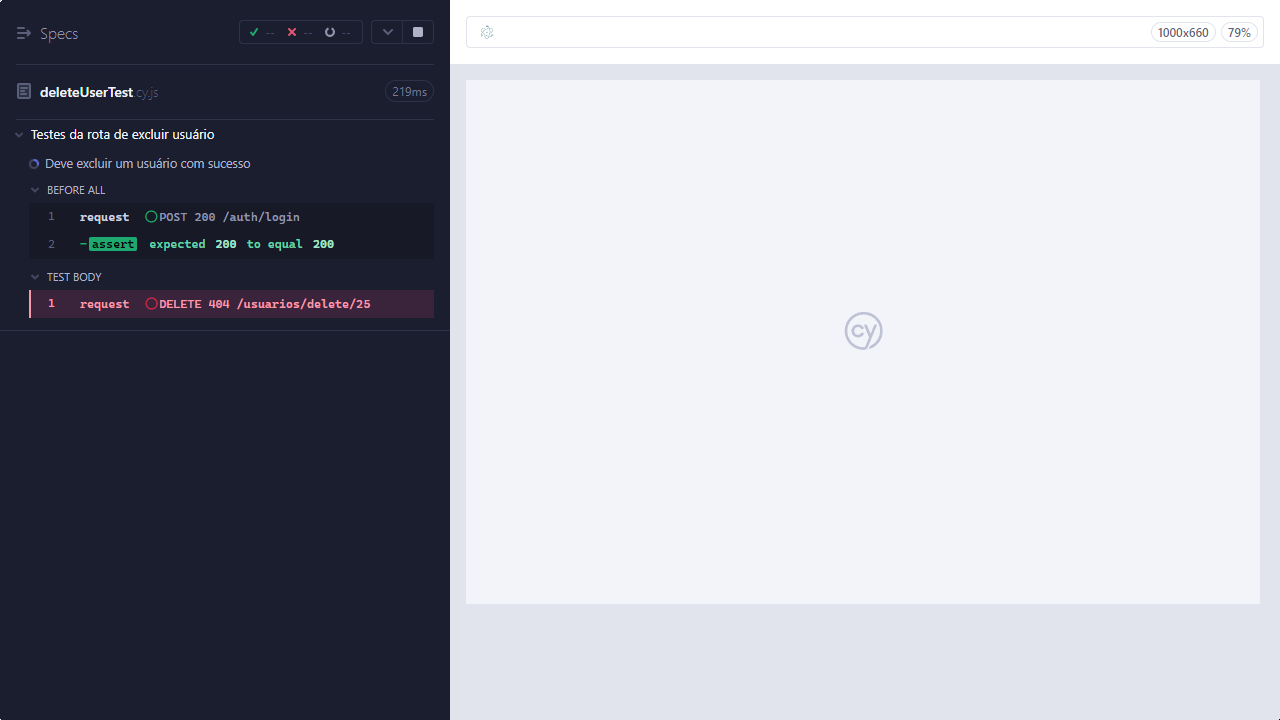 Specs
-- -- --
deleteUserTest.cy.js
219ms
Testes da rota de excluir usuário
Deve excluir um usuário com sucesso
BEFORE ALL
1 request POST 200 /auth/login
2 -assert expected 200 to equal 200
TEST BODY
1 request DELETE 404 /usuarios/delete/25
1000x660 79%
cy